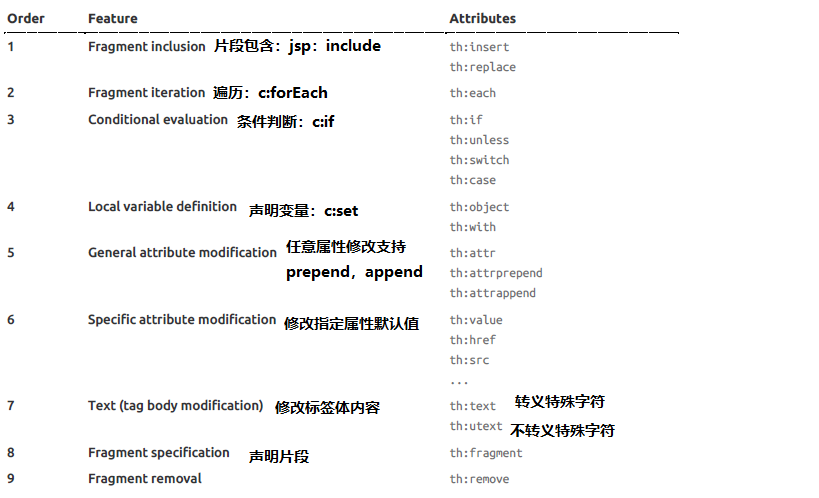 Order Feature Attributes
1 Fragment inclusion 片段包含：jsp：include th:insert
th:replace
2 Fragment iteration 遍历：c:forEach th:each
3 Conditional evaluation 条件判断：c:if th:if
th:unless
th:switch
th:case
4 Local variable definition 声明变量：c:set th:object
th:with
5 General attribute modification 任意属性修改支持 th:attr
prepend，append th:attrprepend
th:attrappend
6 Specific attribute modification 修改指定属性默认值 th:value
th:href
th:src
...
7 Text (tag body modification) 修改标签体内容 th:text 转义特殊字符
th:utext 不转义特殊字符
8 Fragment specification 声明片段 th:fragment
9 Fragment removal th:remove